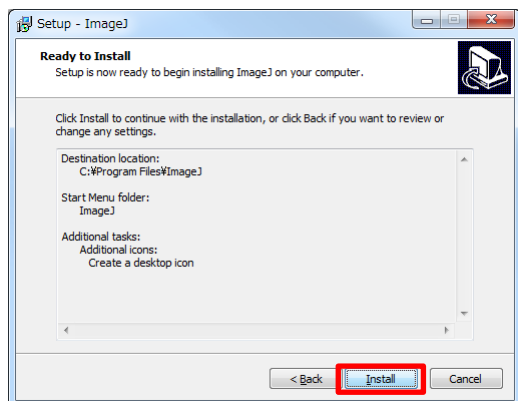 Setup - ImageJ
Ready to Install
Setup is now ready to begin installing ImageJ on your computer.
Click Install to continue with the installation, or click Back if you want to review or
change any settings.
Destination location:
C:¥Program Files¥ImageJ
Start Menu folder:
ImageJ
Additional tasks:
Additional icons:
Create a desktop icon
< Back
Install
Cancel